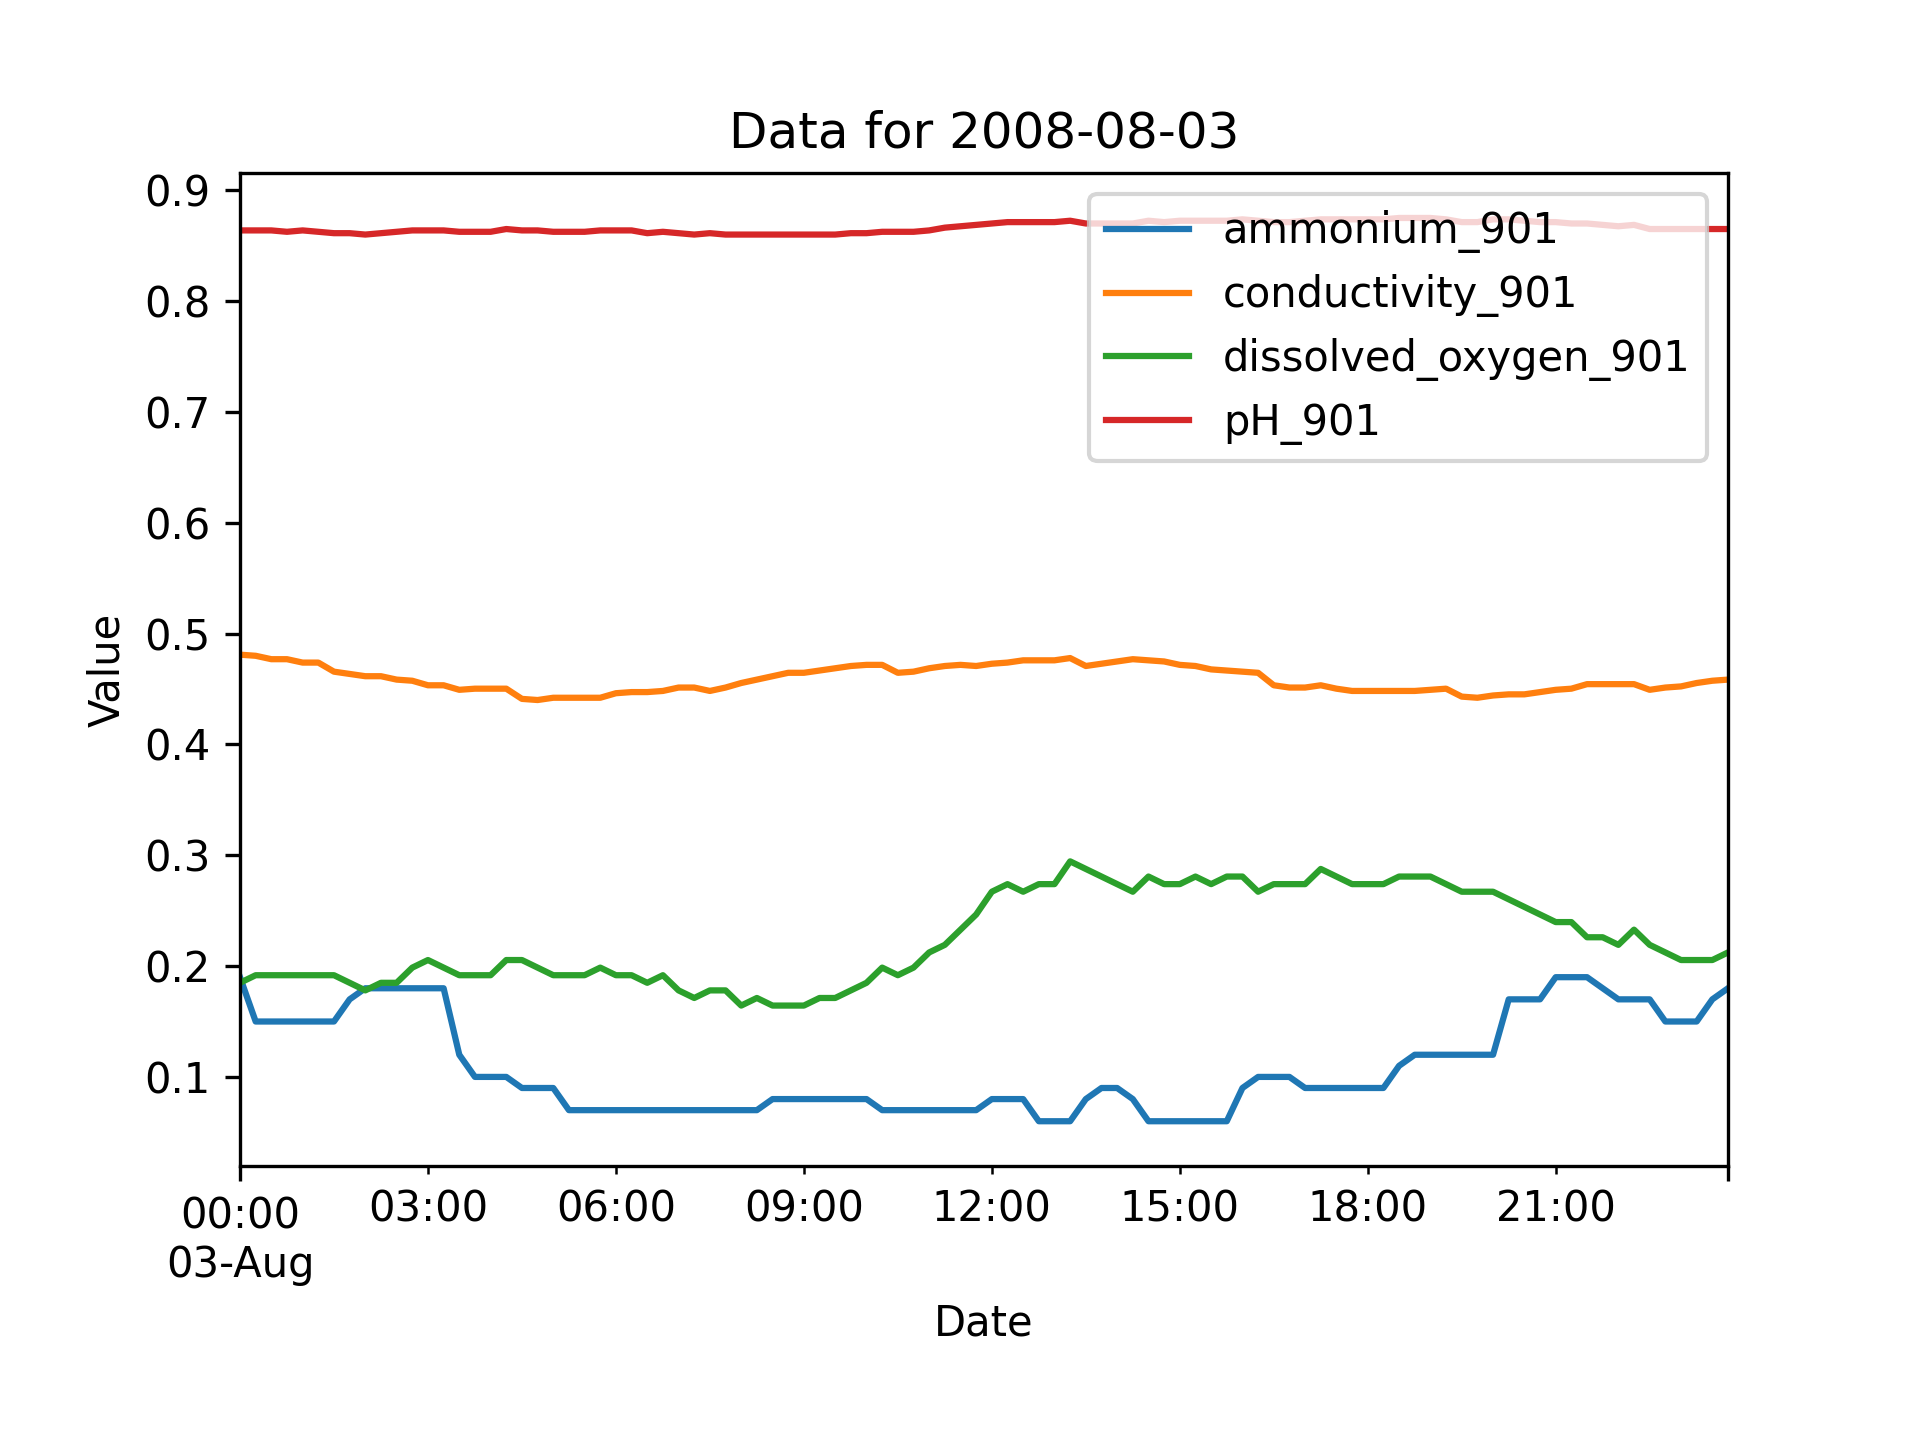 Data for 2008-08-03
0.9
0.8
0.7
0.6
0.5
0.4
0.3
0.2
0.1
Value
ammonium_901
conductivity_901
dissolved_oxygen_901
pH_901
00:00 03:00 06:00 09:00 12:00 15:00 18:00 21:00
03-Aug
Date